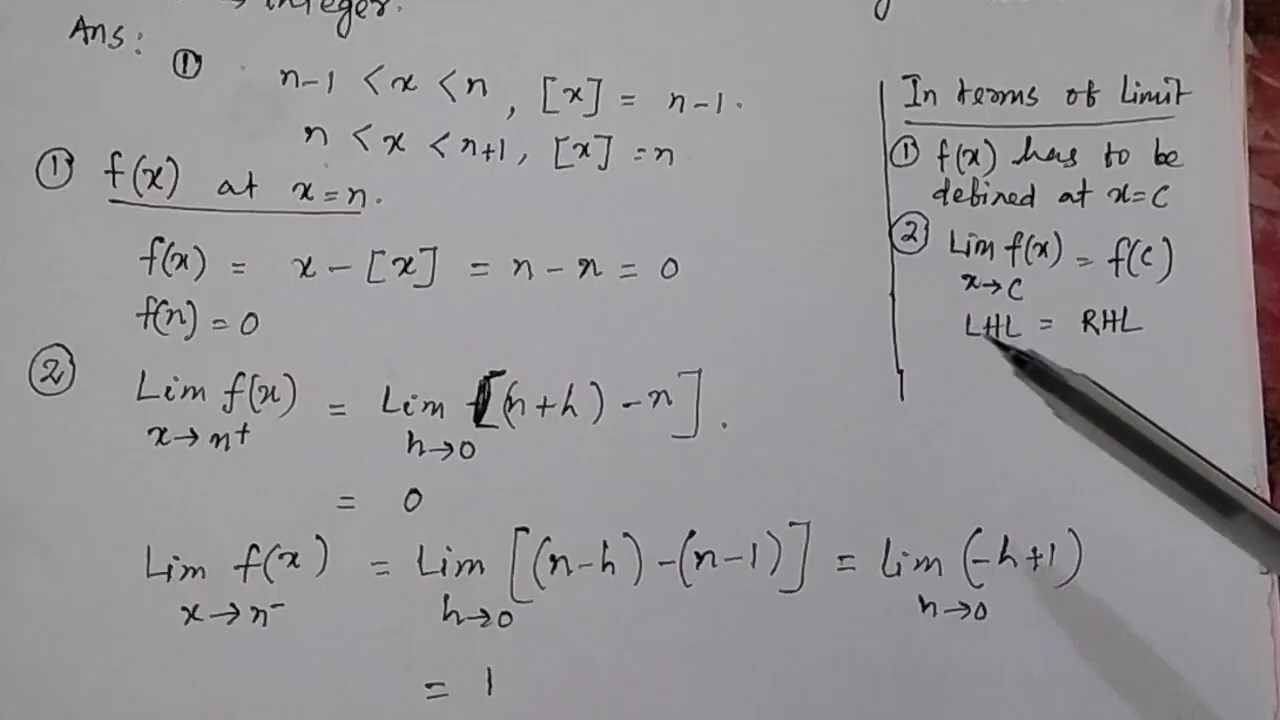 integer.
Ans:
① n-1 < x < n, [x] = n-1.
n < x < n+1, [x] = n
① f(x) at x=n.
f(x) = x - [x] = n - n = 0
f(n) = 0
②
Lim f(x) = Lim [(n+h) - n].
x→n⁺ h→0
= 0
Lim f(x) = Lim [(n-h) - (n-1)] = Lim (-h+1)
x→n⁻ h→0 h→0
= 1
In terms of Limit
① f(x) has to be
defined at x=c
② Lim f(x) = f(c)
x→c
LHL = RHL